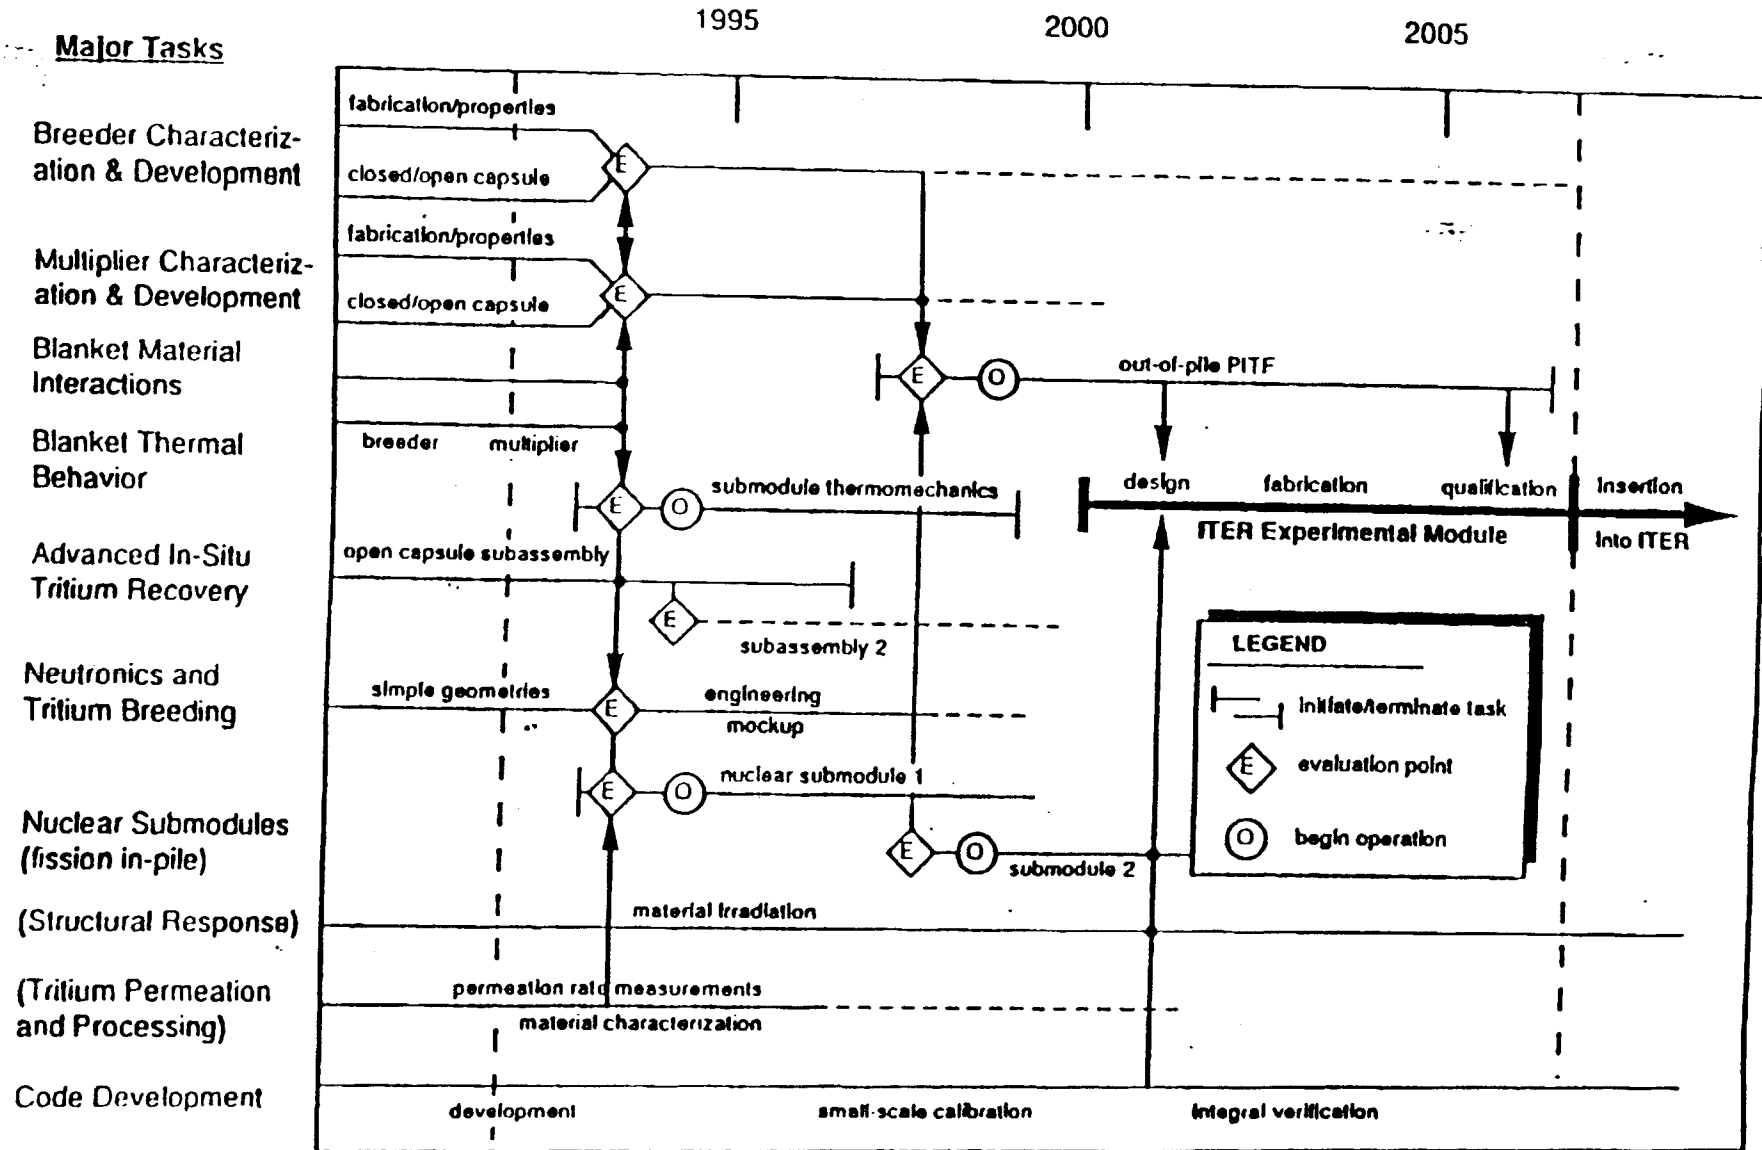 1995
2000
2005
Major Tasks
fabrication/properties
Breeder Characteriz-
ation & Development
closed/open capsule
E
fabrication/properties
Multiplier Characteriz-
ation & Development
closed/open capsule
E
Blanket Material
Interactions
E
O
out-of-pile PITF
Blanket Thermal
Behavior
breeder
multiplier
E
O
submodule thermomechanics
design
fabrication
qualification
insertion
ITER Experimental Module
into ITER
Advanced In-Situ
Tritium Recovery
open capsule subassembly
E
subassembly 2
Neutronics and
Tritium Breeding
simple geometries
E
engineering
mockup
E
O
nuclear submodule 1
Nuclear Submodules
(fission in-pile)
E
O
submodule 2
LEGEND
initiate/terminate task
E
evaluation point
O
begin operation
(Structural Response)
material irradiation
(Tritium Permeation
and Processing)
permeation rate measurements
material characterization
Code Development
development
small-scale calibration
integral verification